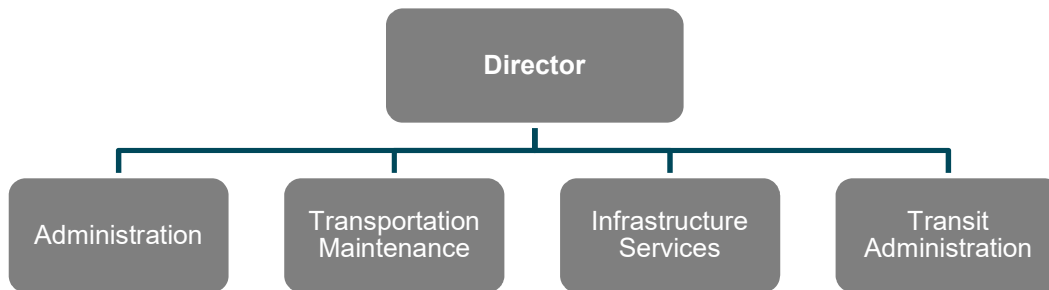 Director
Administration
Transportation
Maintenance
Infrastructure
Services
Transit
Administration